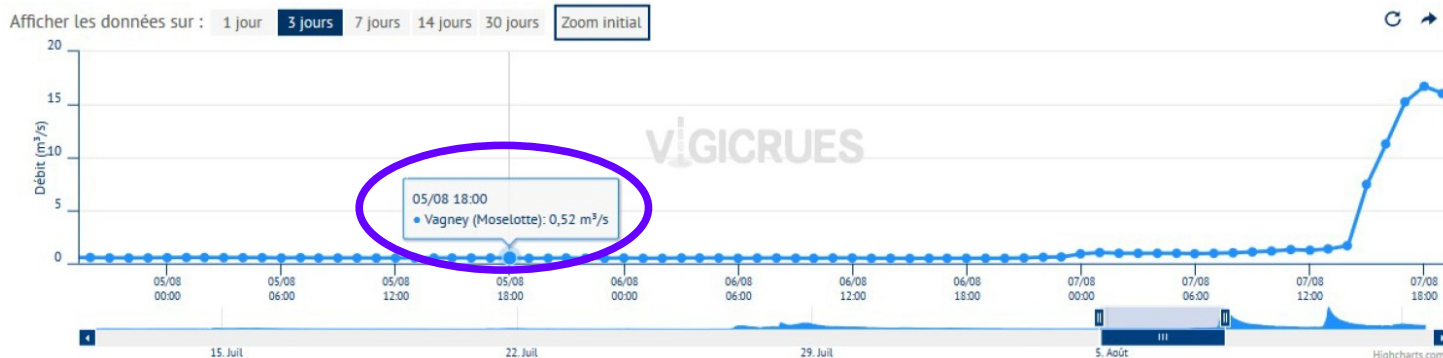 Afficher les données sur : 1 jour 3 jours 7 jours 14 jours 30 jours Zoom initial
20
15
10
5
0
Débit (m³/s)
VIGICRUES
05/08 18:00
• Vagney (Moselotte): 0,52 m³/s
05/08 05/08 05/08 05/08 06/08 06/08 06/08 06/08 07/08 07/08 07/08 07/08
00:00 06:00 12:00 18:00 00:00 06:00 12:00 18:00 00:00 06:00 12:00 18:00
15. Juil 22. Juil 29. Juil 5. Août
Highcharts.com